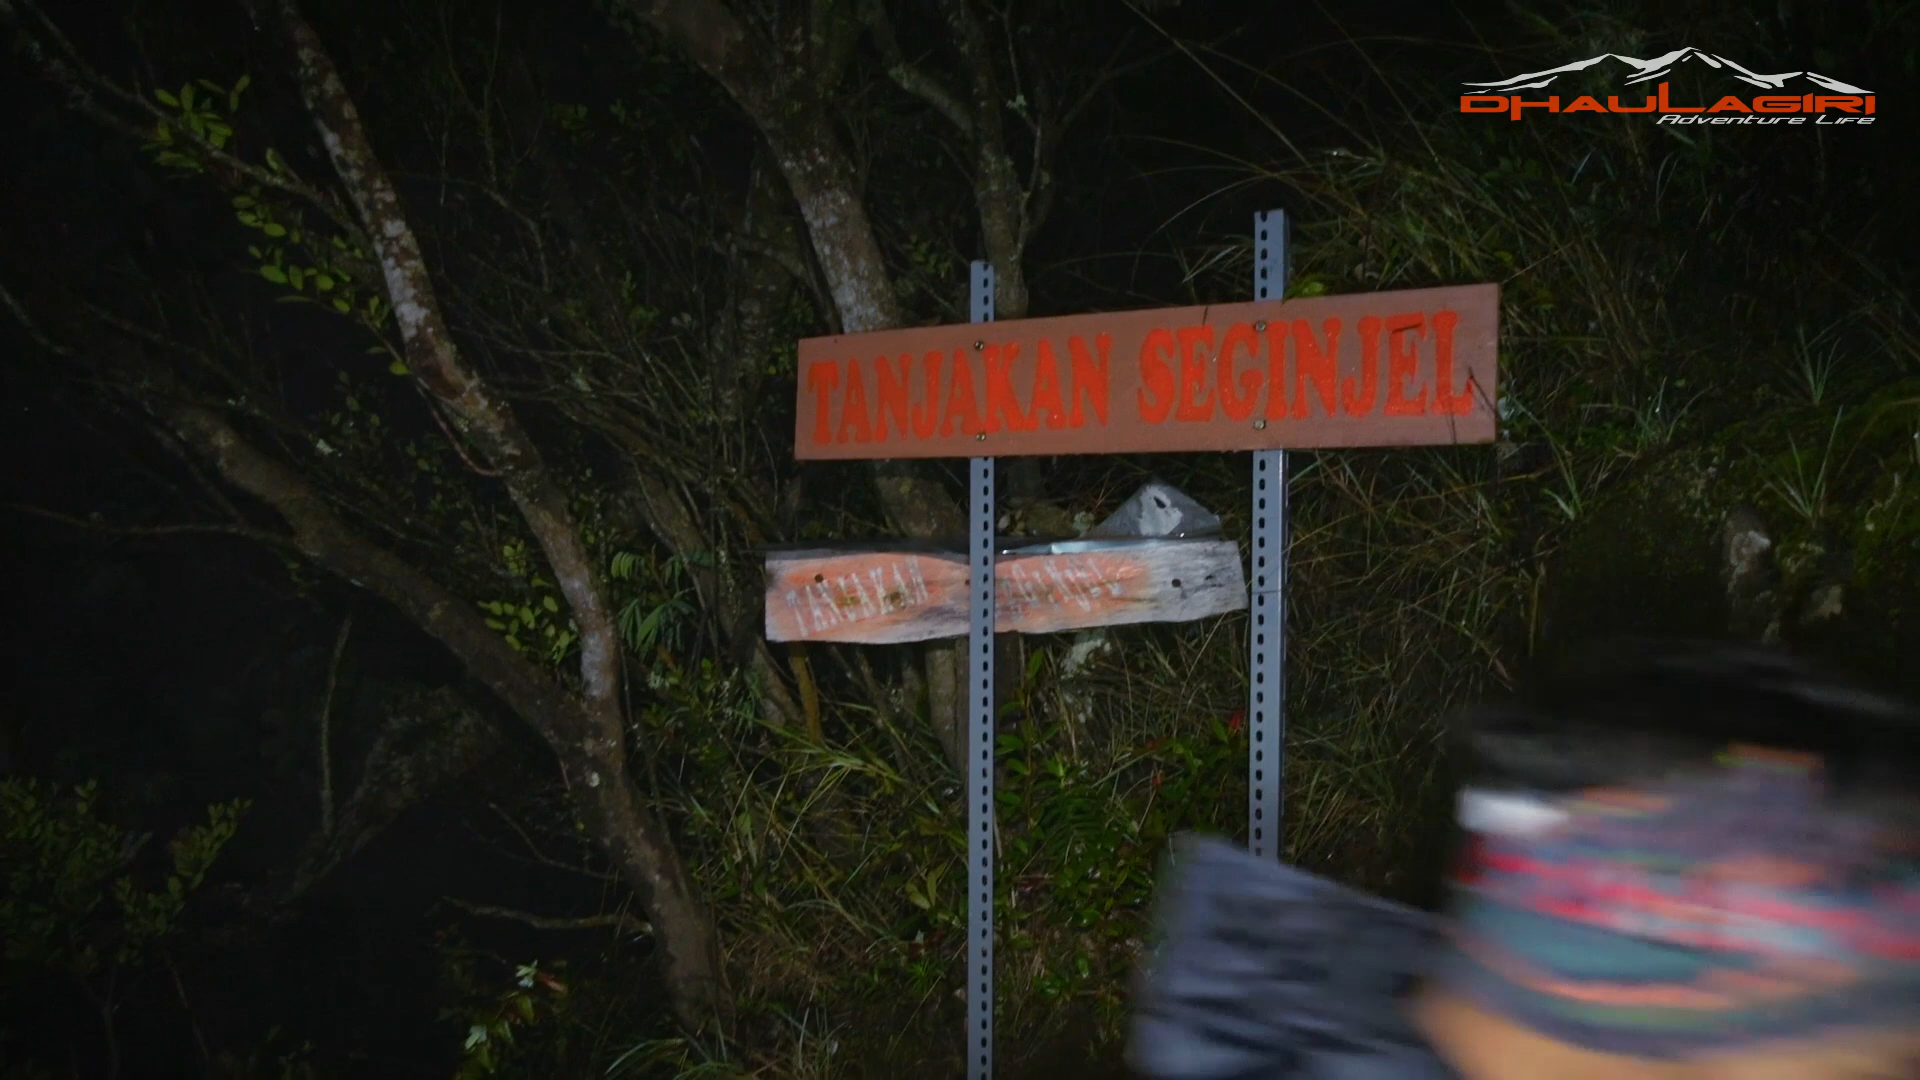 DHAULAGIRI
Adventure Life
TANJAKAN SEGINJEL
TANJAKAN